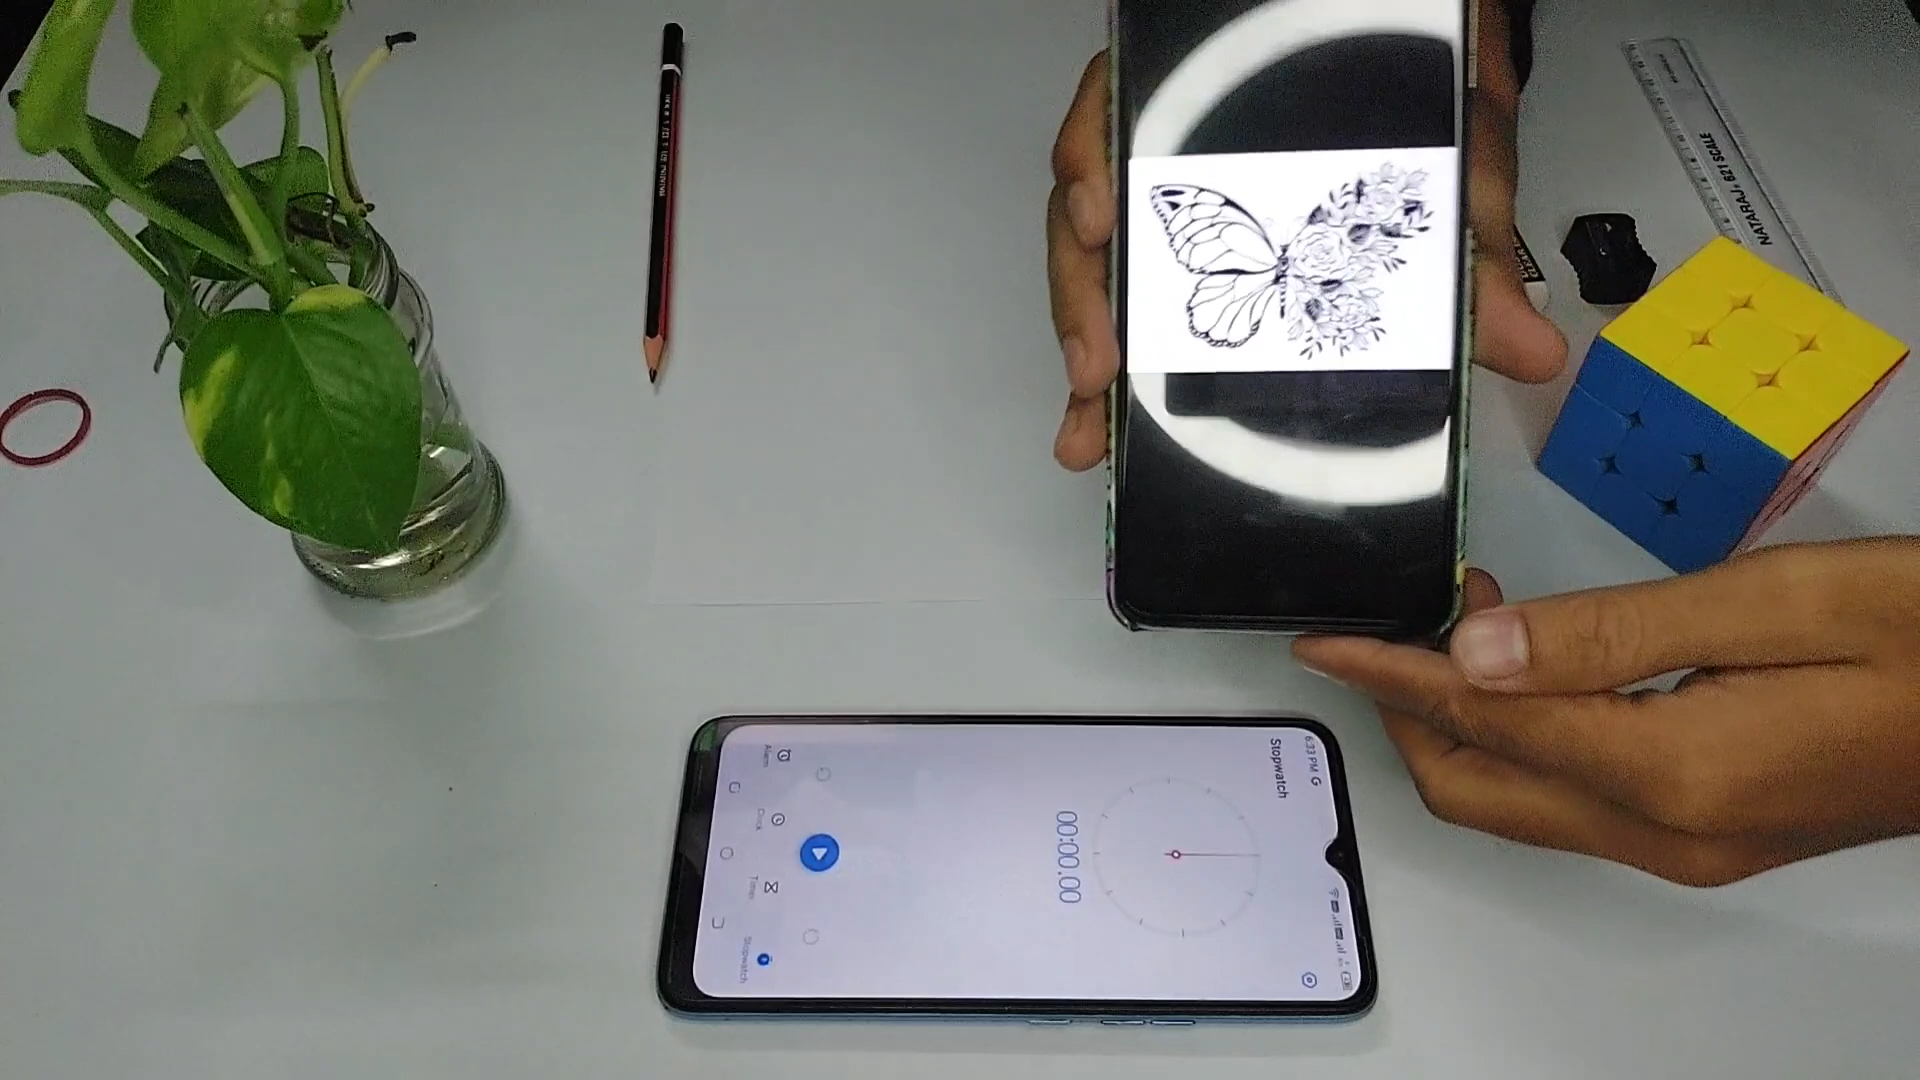 6:33 PM G
Stopwatch
00:00.00
Alarm
Clock
Timer
Stopwatch
NATARAJ 621 SCALE